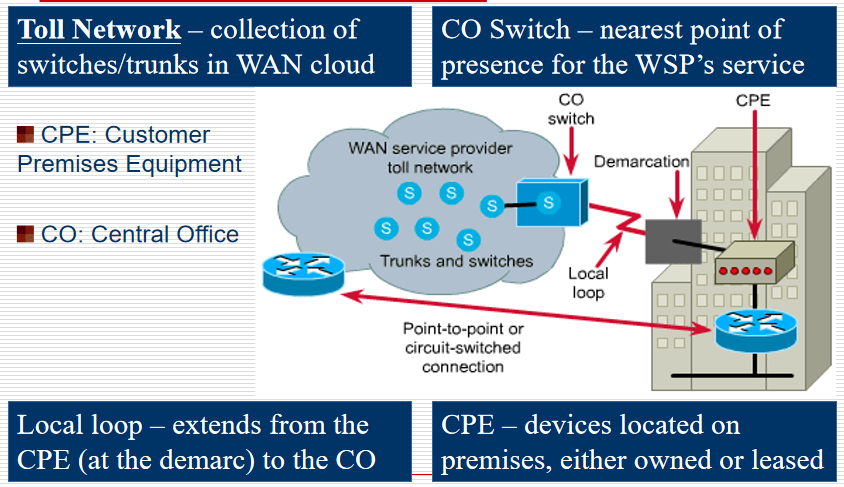 Toll Network – collection of
switches/trunks in WAN cloud
CO Switch – nearest point of
presence for the WSP’s service
CPE: Customer
Premises Equipment
CO: Central Office
CO
switch
CPE
WAN service provider
toll network
Demarcation
S
S
S
S
S
S
S
Trunks and switches
Local
loop
Point-to-point or
circuit-switched
connection
Local loop – extends from the
CPE (at the demarc) to the CO
CPE – devices located on
premises, either owned or leased